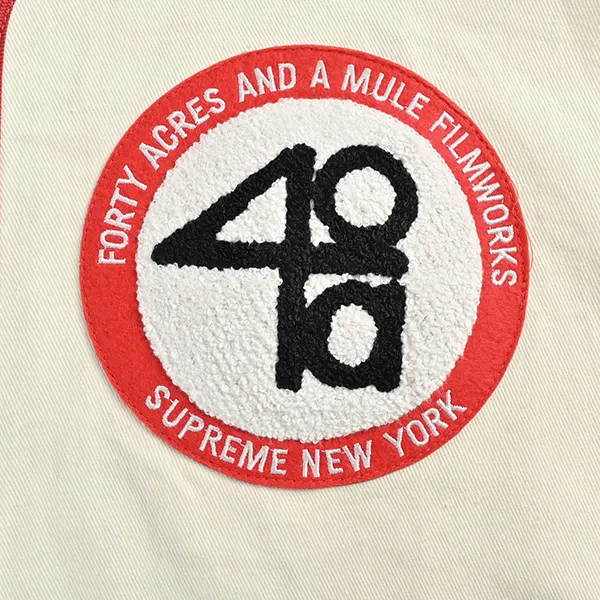 FORTY ACRES AND A MULE FILMWORKS
40
a
SUPREME NEW YORK